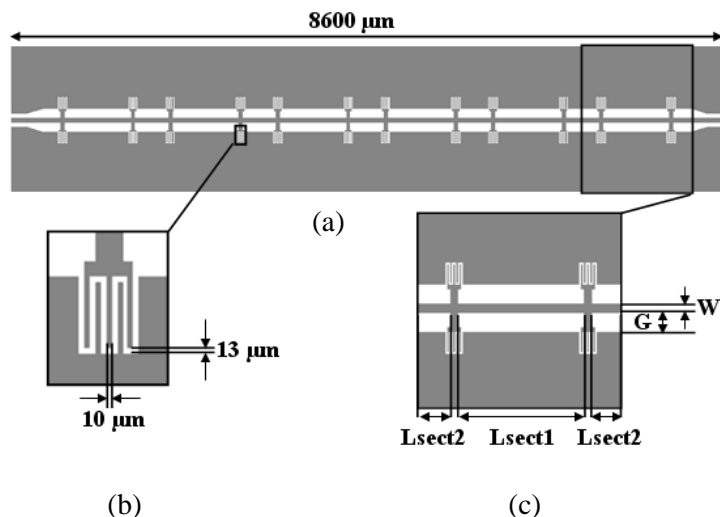 8600 μm
(a)
W
G
13 μm
10 μm
Lsect2 Lsect1 Lsect2
(b) (c)